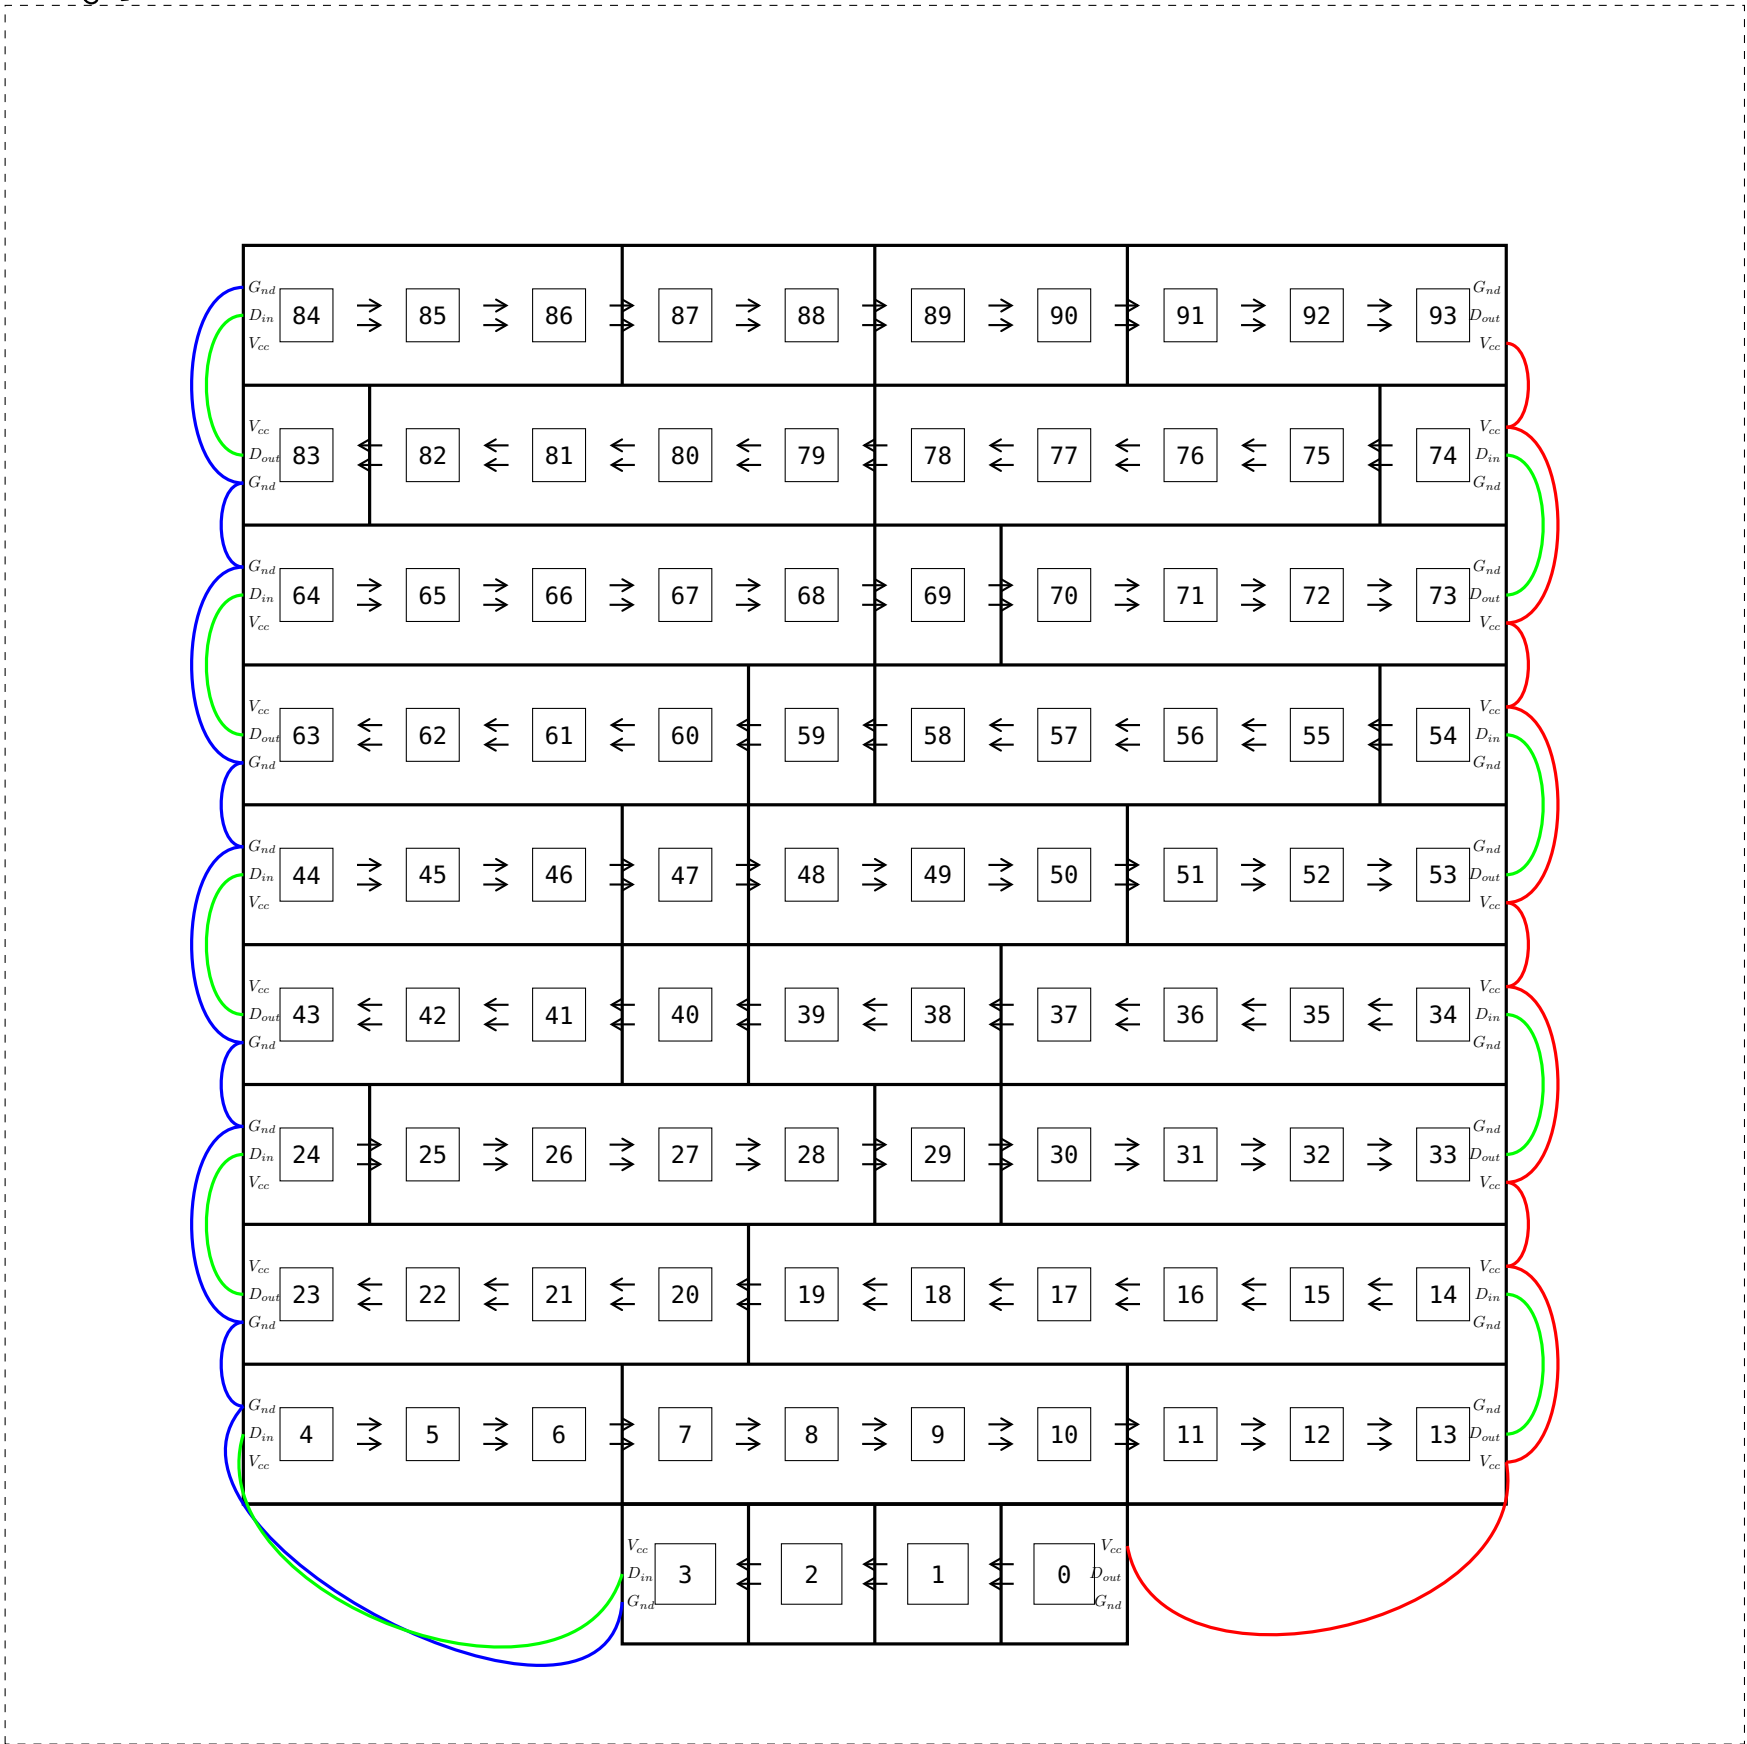 Gnd 84 85 86 87 88 89 90 91 92 93 Gnd
Din Dout
Vcc Vcc
Vcc 83 82 81 80 79 78 77 76 75 74 Vcc
Dout Din
Gnd Gnd
Gnd 64 65 66 67 68 69 70 71 72 73 Gnd
Din Dout
Vcc Vcc
Vcc 63 62 61 60 59 58 57 56 55 54 Vcc
Dout Din
Gnd Gnd
Gnd 44 45 46 47 48 49 50 51 52 53 Gnd
Din Dout
Vcc Vcc
Vcc 43 42 41 40 39 38 37 36 35 34 Vcc
Dout Din
Gnd Gnd
Gnd 24 25 26 27 28 29 30 31 32 33 Gnd
Din Dout
Vcc Vcc
Vcc 23 22 21 20 19 18 17 16 15 14 Vcc
Dout Din
Gnd Gnd
Gnd 4 5 6 7 8 9 10 11 12 13 Gnd
Din Dout
Vcc Vcc
Vcc 3 2 1 0 Vcc
Din Dout
Gnd Gnd